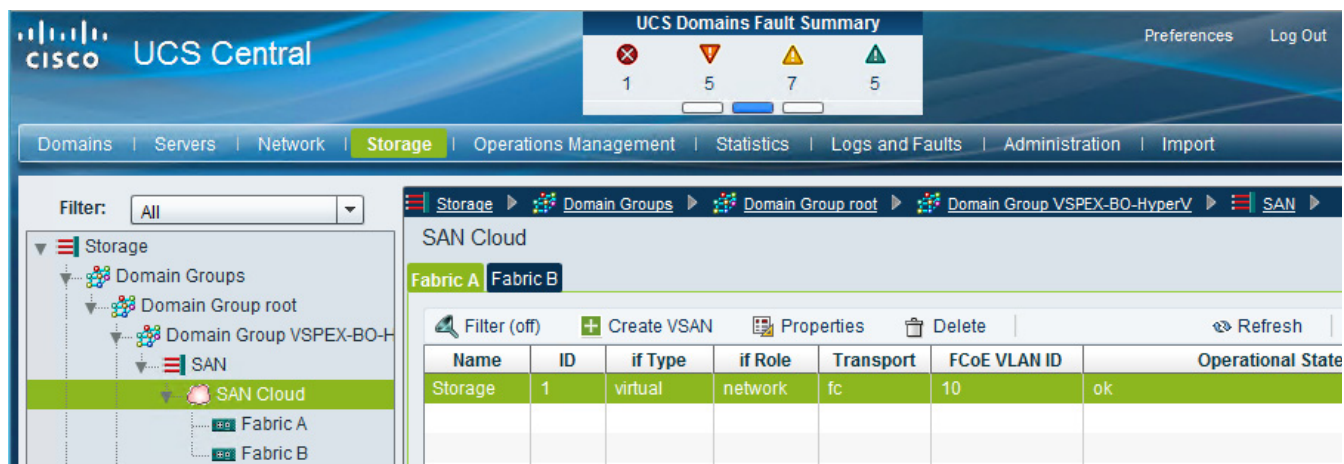 UCS Domains Fault Summary
Preferences Log Out
CISCO UCS Central
1 5 7 5
Domains Servers Network Storage Operations Management Statistics Logs and Faults Administration Import
Filter: All
Storage Domain Groups Domain Group root Domain Group VSPEX-BO-HyperV SAN
Storage
SAN Cloud
Domain Groups
Fabric A Fabric B
Domain Group root
Filter (off) Create VSAN Properties Delete Refresh
Domain Group VSPEX-BO-H
Name ID if Type if Role Transport FCoE VLAN ID Operational State
SAN
Storage 1 virtual network fc 10 ok
SAN Cloud
Fabric A
Fabric B